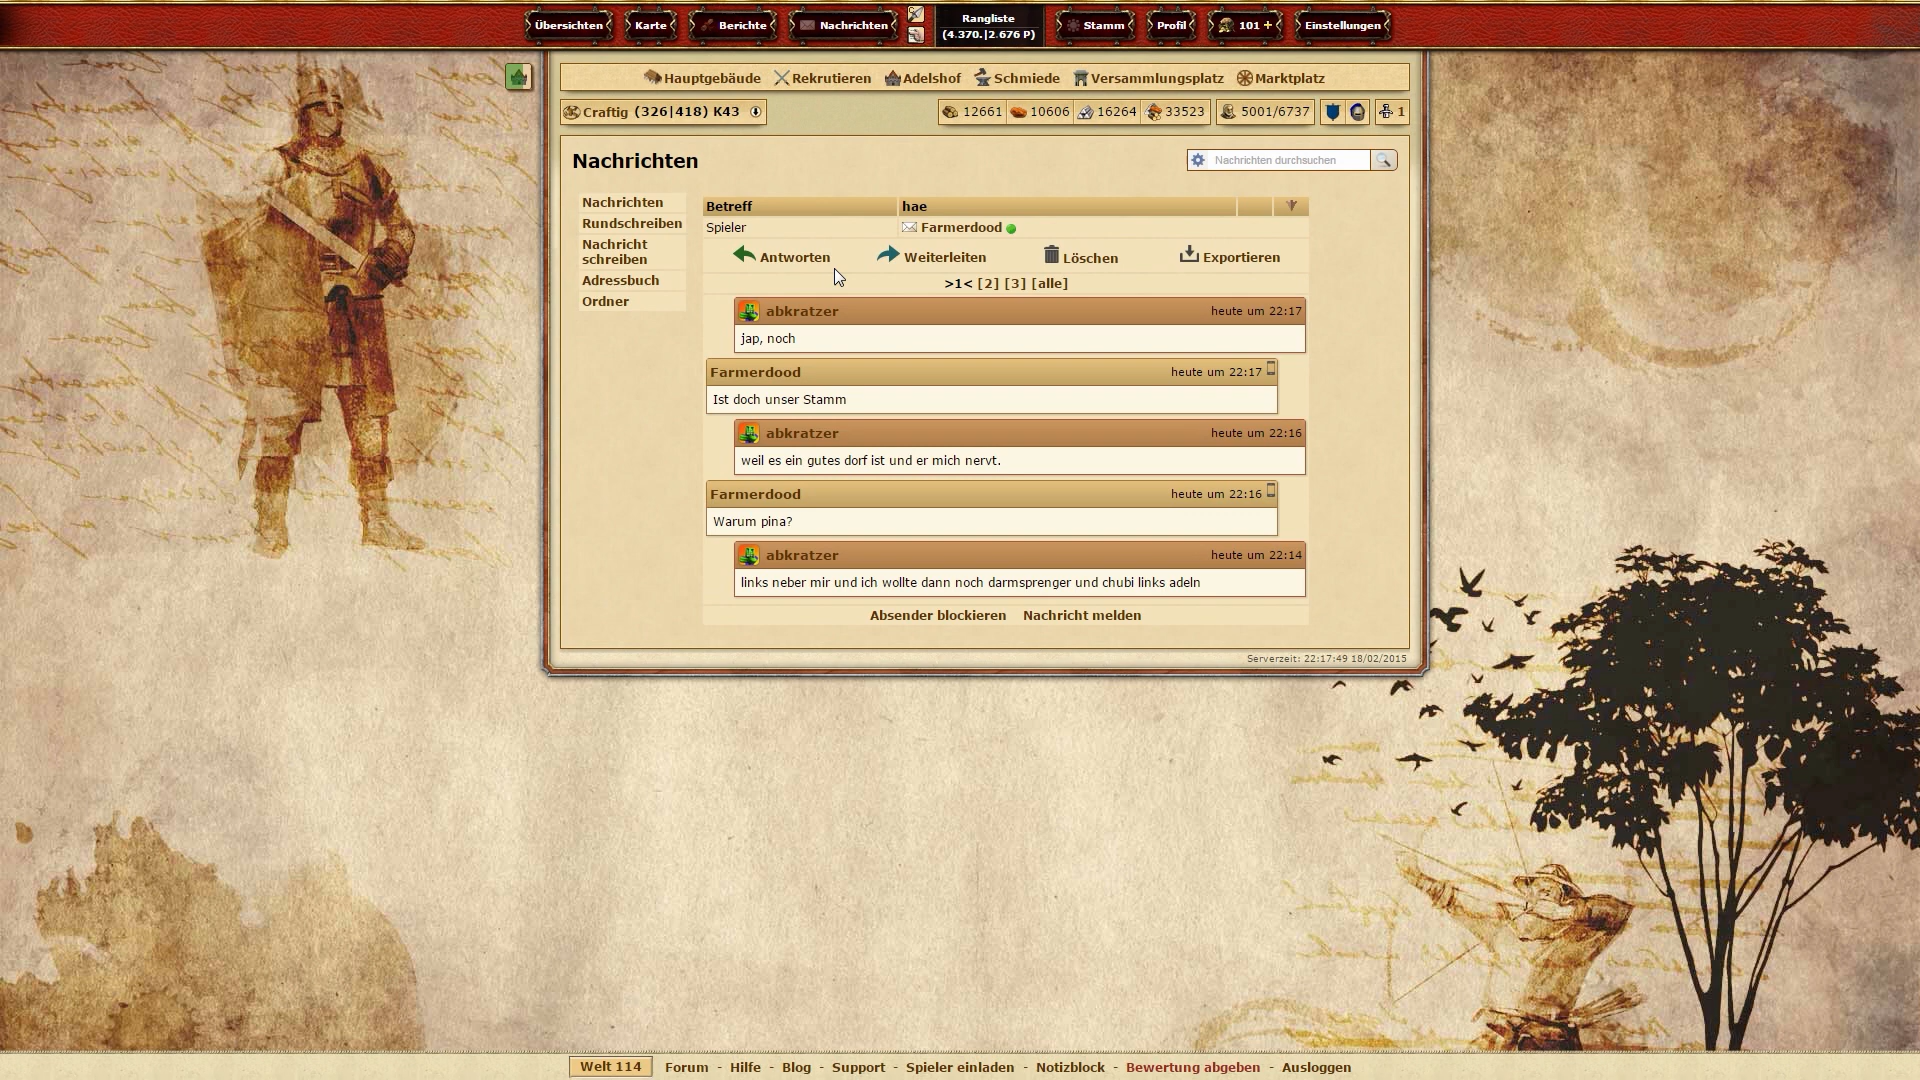 Übersichten Karte Berichte Nachrichten Rangliste Stamm Profil 101 + Einstellungen
(4.370.|2.676 P)
Hauptgebäude Rekrutieren Adelshof Schmiede Versammlungsplatz Marktplatz
Craftig (326|418) K43 12661 10606 16264 33523 5001/6737 1
Nachrichten
Nachrichten durchsuchen
Nachrichten
Rundschreiben
Nachricht
schreiben
Adressbuch
Ordner
Betreff hae
Spieler Farmerdood
Antworten Weiterleiten Löschen Exportieren
>1< [2] [3] [alle]
abkratzer heute um 22:17
jap, noch
Farmerdood heute um 22:17
Ist doch unser Stamm
abkratzer heute um 22:16
weil es ein gutes dorf ist und er mich nervt.
Farmerdood heute um 22:16
Warum pina?
abkratzer heute um 22:14
links neber mir und ich wollte dann noch darmsprenger und chubi links adeln
Absender blockieren Nachricht melden
Serverzeit: 22:17:49 18/02/2015
Welt 114 Forum - Hilfe - Blog - Support - Spieler einladen - Notizblock - Bewertung abgeben - Ausloggen